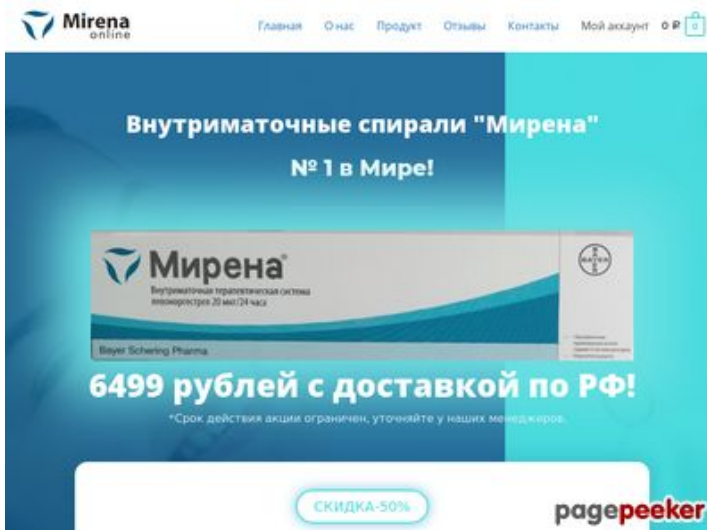 Mirena
online
Главная О нас Продукт Отзывы Контакты Мой аккаунт 0 ₽ 0
Внутриматочные спирали "Мирена"
№ 1 в Мире!
Мирена®
Внутриматочная терапевтическая система
левоноргестрел 20 мкг/24 часа
BAYER
Bayer Schering Pharma
6499 рублей с доставкой по РФ!
*Срок действия акции ограничен, уточняйте у наших менеджеров.
СКИДКА-50%
pagepeeker